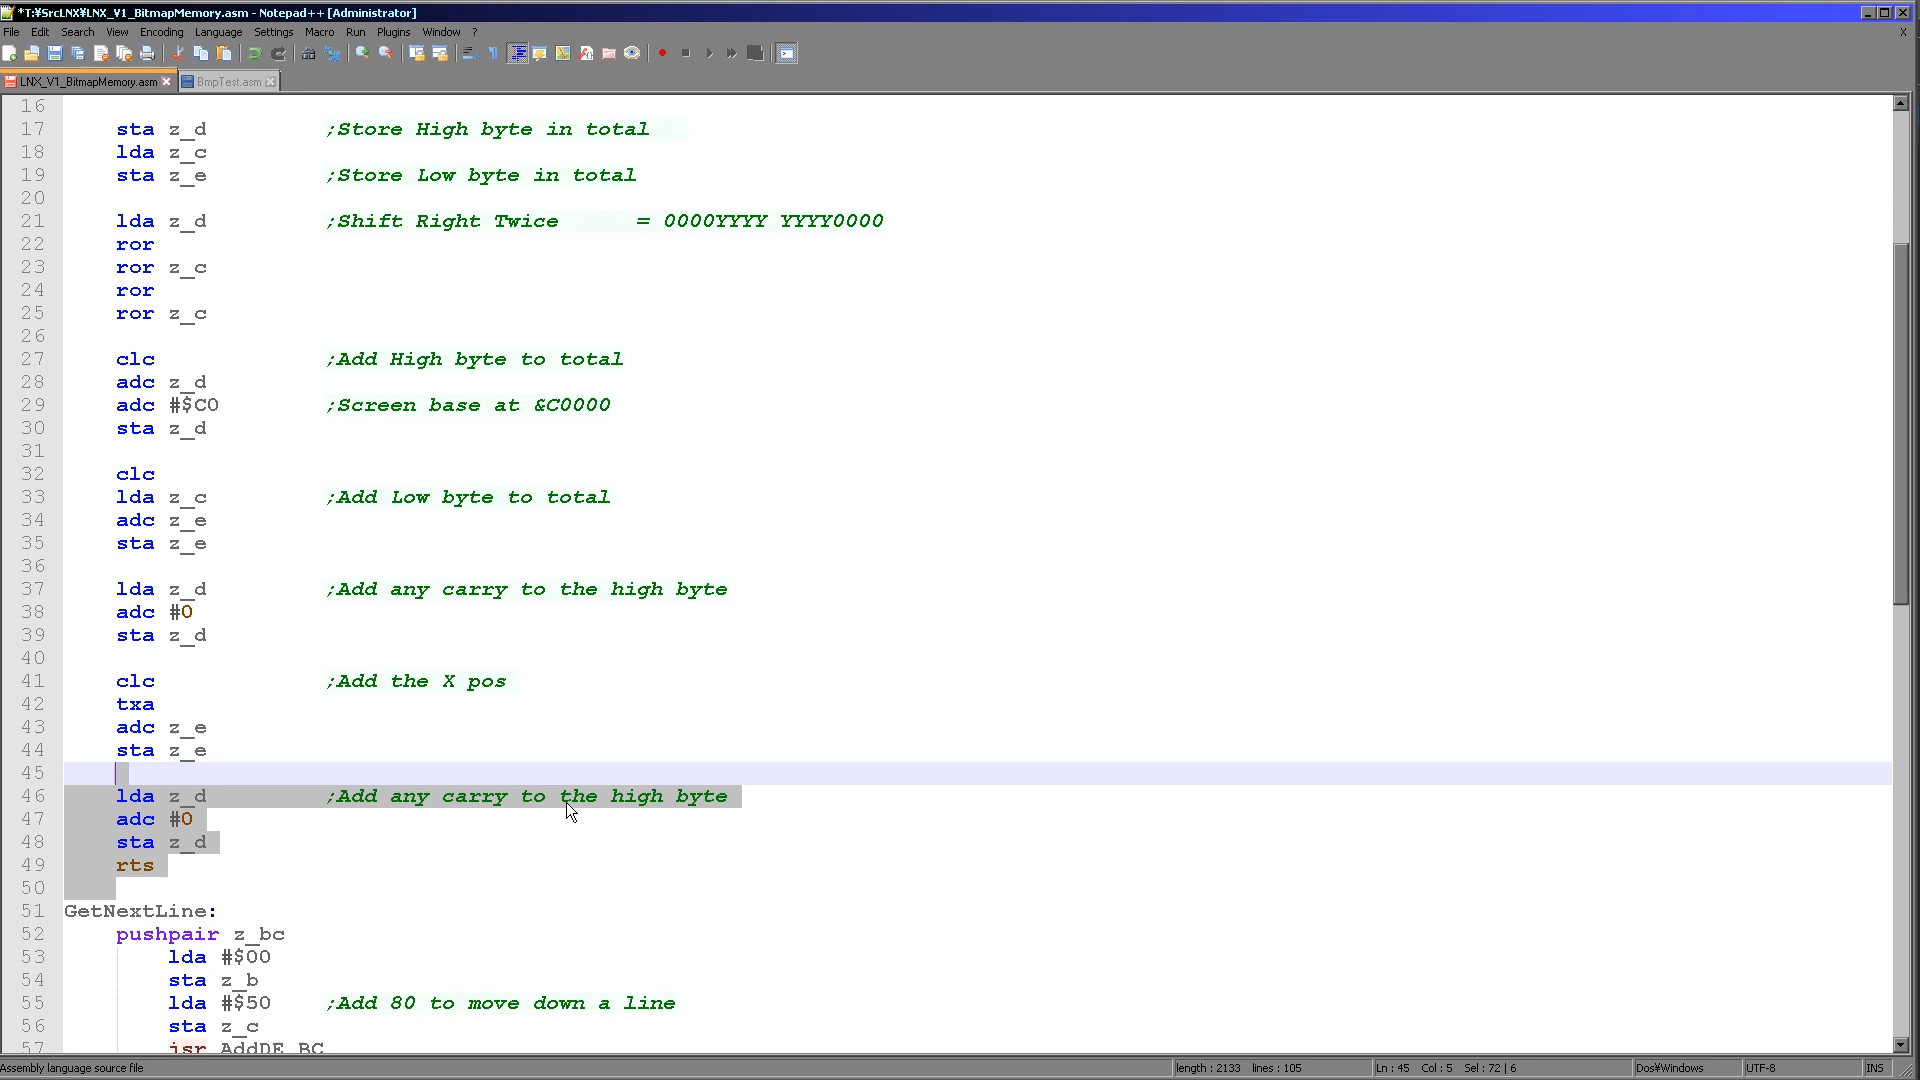 *T:¥SrcLNX¥LNX_V1_BitmapMemory.asm - Notepad++ [Administrator]
File Edit Search View Encoding Language Settings Macro Run Plugins Window ? X
LNX_V1_BitmapMemory.asm BmpTest.asm
16
17 sta z_d ;Store High byte in total
18 lda z_c
19 sta z_e ;Store Low byte in total
20
21 lda z_d ;Shift Right Twice = 0000YYYY YYYY0000
22 ror
23 ror z_c
24 ror
25 ror z_c
26
27 clc ;Add High byte to total
28 adc z_d
29 adc #$C0 ;Screen base at &C0000
30 sta z_d
31
32 clc
33 lda z_c ;Add Low byte to total
34 adc z_e
35 sta z_e
36
37 lda z_d ;Add any carry to the high byte
38 adc #0
39 sta z_d
40
41 clc ;Add the X pos
42 txa
43 adc z_e
44 sta z_e
45
46 lda z_d ;Add any carry to the high byte
47 adc #0
48 sta z_d
49 rts
50
51 GetNextLine:
52 pushpair z_bc
53 lda #$00
54 sta z_b
55 lda #$50 ;Add 80 to move down a line
56 sta z_c
57 jsr AddDE_BC
Assembly language source file length : 2133 lines : 105 Ln : 45 Col : 5 Sel : 72 | 6 Dos¥Windows UTF-8 INS